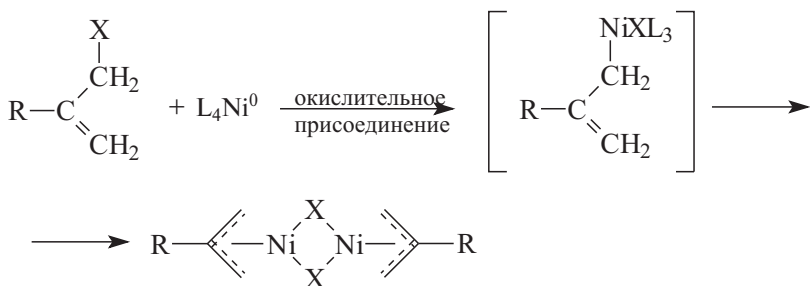 X
NiXL3
CH2
CH2
R
C
+ L4Ni0
окислительное
присоединение
R
C
CH2
CH2
R
Ni
X
X
Ni
R